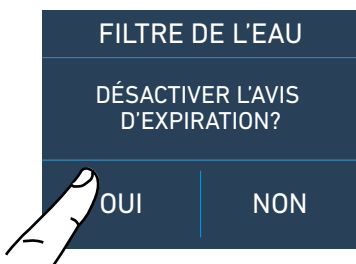 FILTRE DE L'EAU
DÉSACTIVER L'AVIS
D'EXPIRATION?
OUI
NON